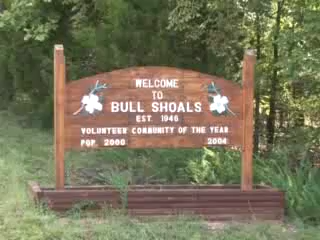 WELCOME
TO
BULL SHOALS
EST. 1946
VOLUNTEER COMMUNITY OF THE YEAR
POP. 2000 2004